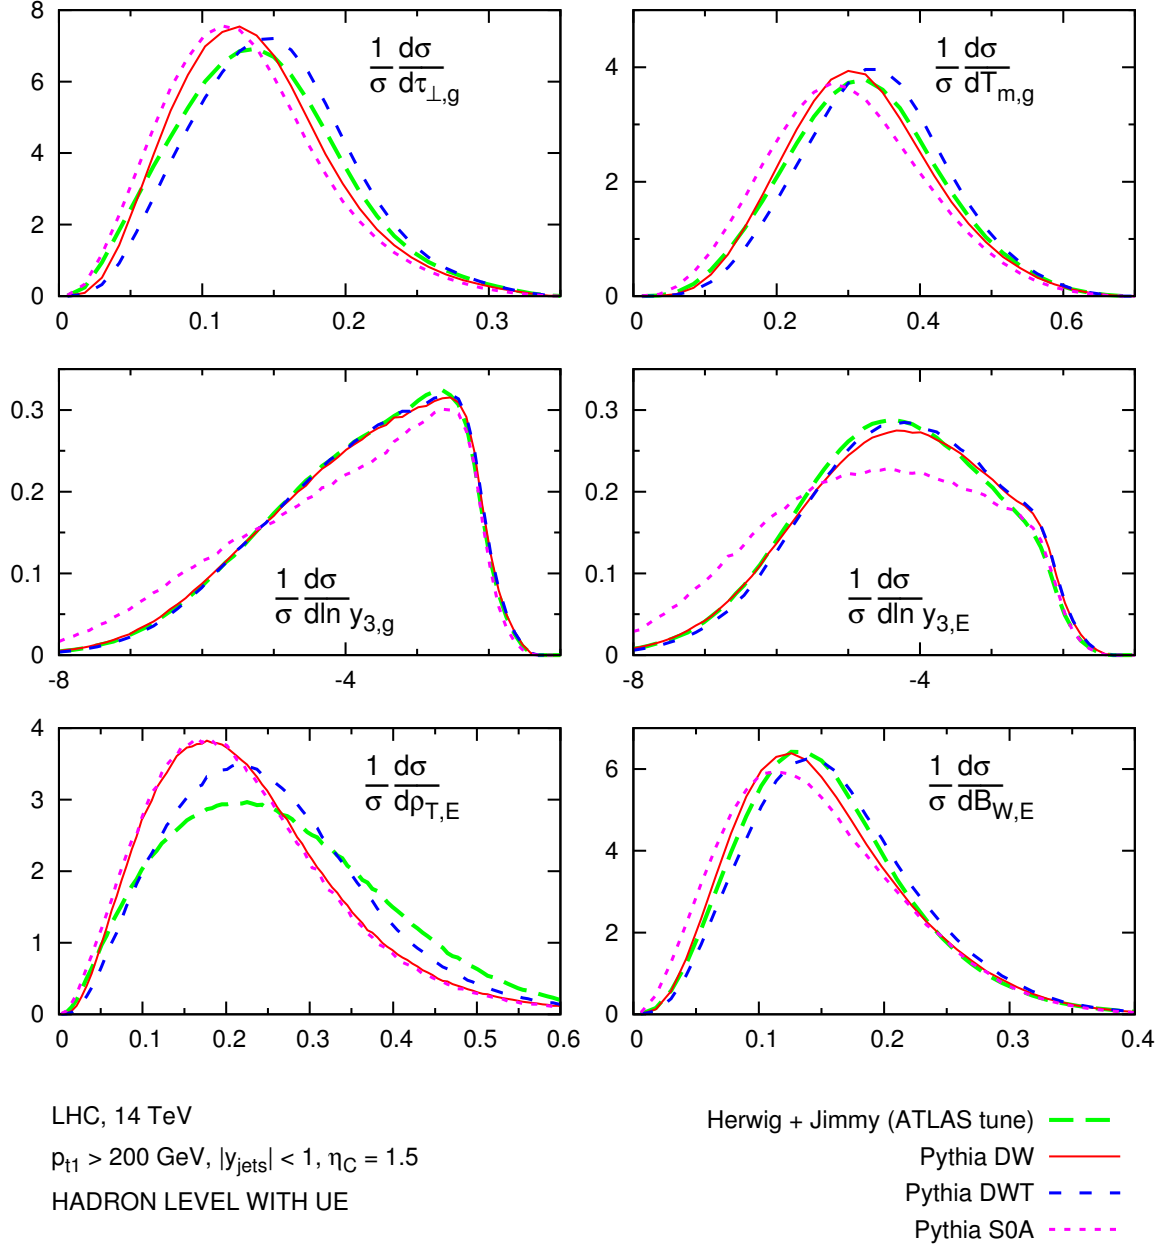 8
6
4
2
0
0 0.1 0.2 0.3
1 dσ
σ dτ⊥,g
4
2
0
0 0.2 0.4 0.6
1 dσ
σ dTm,g
0.3
0.2
0.1
0
-8 -4
1 dσ
σ dln y3,g
0.3
0.2
0.1
0
-8 -4
1 dσ
σ dln y3,E
4
3
2
1
0
0 0.1 0.2 0.3 0.4 0.5 0.6
1 dσ
σ dρT,E
6
4
2
0
0 0.1 0.2 0.3 0.4
1 dσ
σ dBW,E
LHC, 14 TeV
pt1 > 200 GeV, |yjets| < 1, ηC = 1.5
HADRON LEVEL WITH UE
Herwig + Jimmy (ATLAS tune)
Pythia DW
Pythia DWT
Pythia S0A